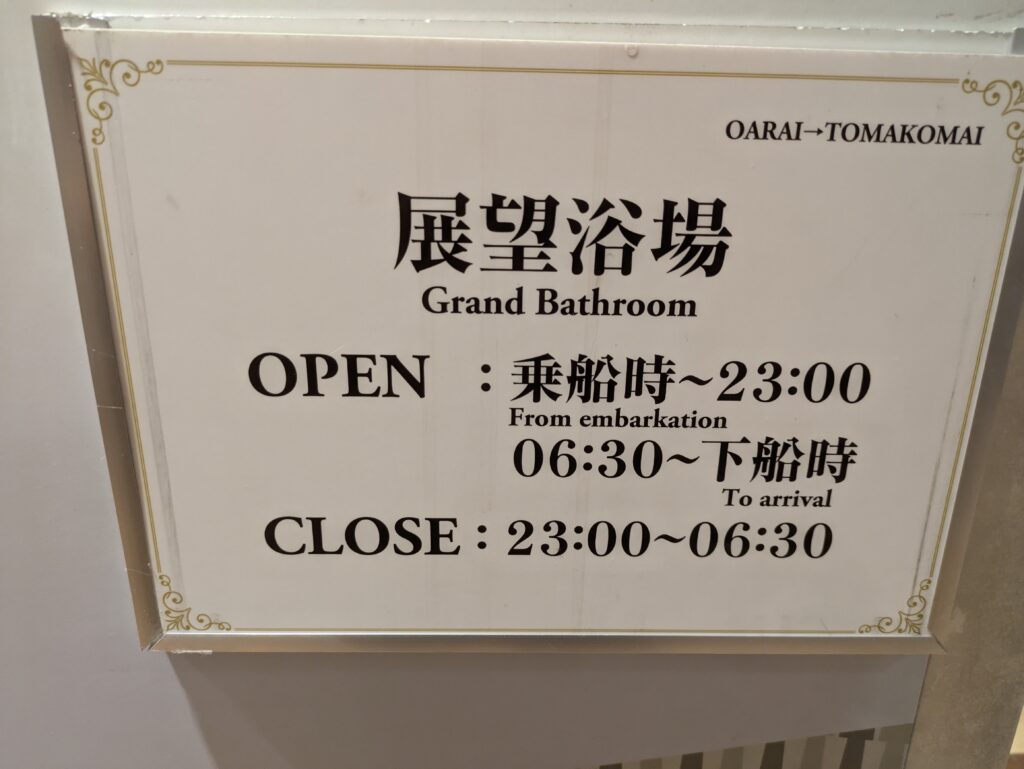 OARAI→TOMAKOMAI
展望浴場
Grand Bathroom
OPEN : 乗船時~23:00
From embarkation
06:30~下船時
To arrival
CLOSE : 23:00~06:30